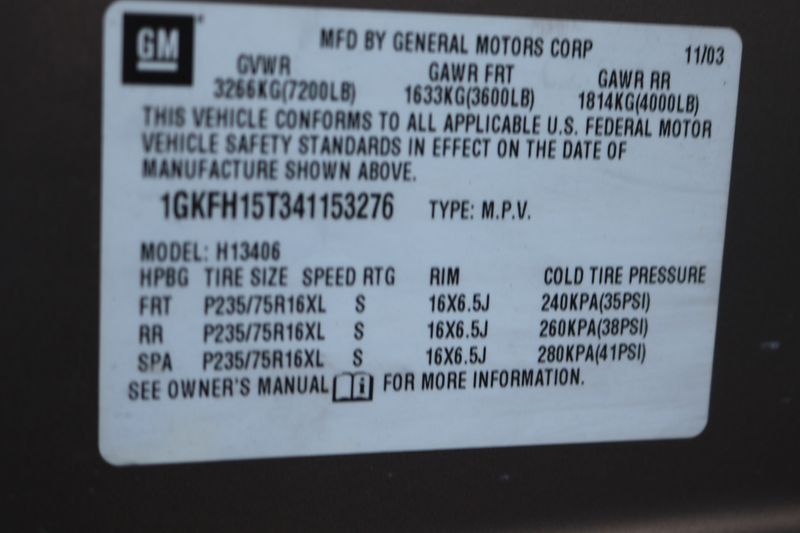 GM
MFD BY GENERAL MOTORS CORP 11/03
GVWR GAWR FRT GAWR RR
3266KG(7200LB) 1633KG(3600LB) 1814KG(4000LB)
THIS VEHICLE CONFORMS TO ALL APPLICABLE U.S. FEDERAL MOTOR
VEHICLE SAFETY STANDARDS IN EFFECT ON THE DATE OF
MANUFACTURE SHOWN ABOVE.
1GKFH15T341153276 TYPE: M.P.V.
MODEL: H13406
HPBG TIRE SIZE SPEED RTG RIM COLD TIRE PRESSURE
FRT P235/75R16XL S 16X6.5J 240KPA(35PSI)
RR P235/75R16XL S 16X6.5J 260KPA(38PSI)
SPA P235/75R16XL S 16X6.5J 280KPA(41PSI)
SEE OWNER'S MANUAL i FOR MORE INFORMATION.